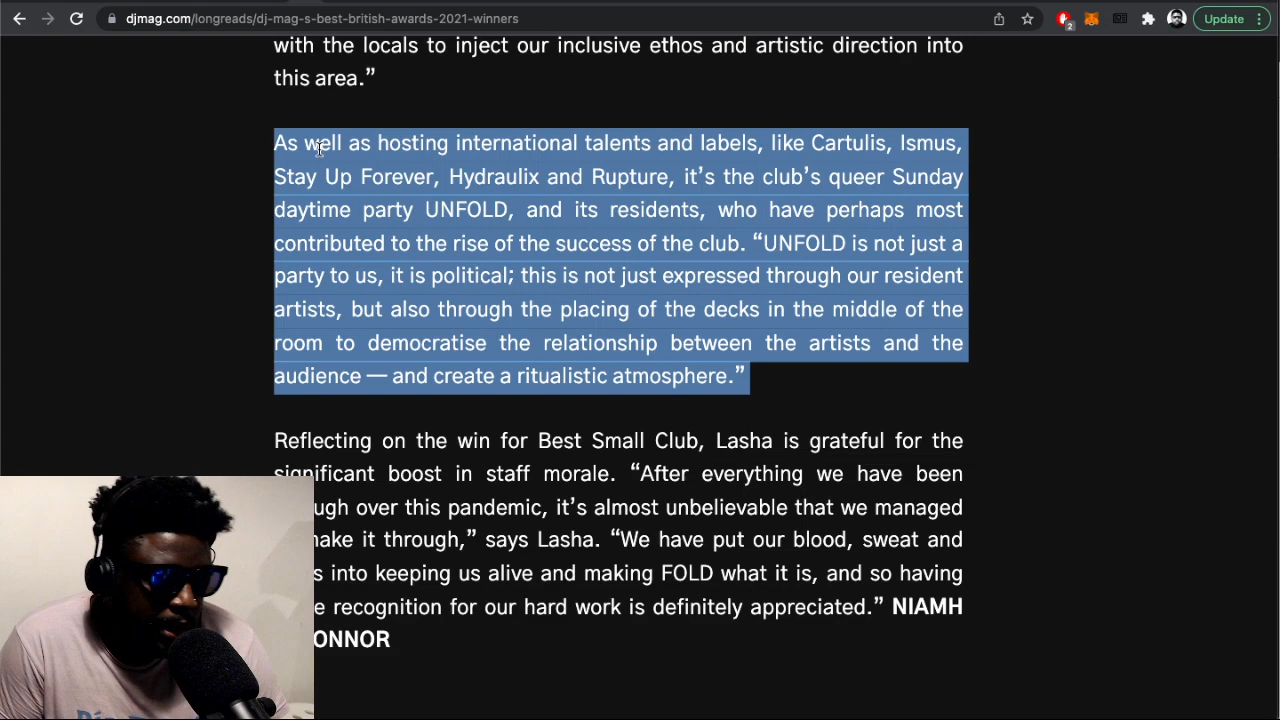 djmag.com/longreads/dj-mag-s-best-british-awards-2021-winners
2
Update
with the locals to inject our inclusive ethos and artistic direction into
this area.”
As well as hosting international talents and labels, like Cartulis, Ismus,
Stay Up Forever, Hydraulix and Rupture, it’s the club’s queer Sunday
daytime party UNFOLD, and its residents, who have perhaps most
contributed to the rise of the success of the club. “UNFOLD is not just a
party to us, it is political; this is not just expressed through our resident
artists, but also through the placing of the decks in the middle of the
room to democratise the relationship between the artists and the
audience — and create a ritualistic atmosphere.”
Reflecting on the win for Best Small Club, Lasha is grateful for the
significant boost in staff morale. “After everything we have been
ugh over this pandemic, it’s almost unbelievable that we managed
make it through,” says Lasha. “We have put our blood, sweat and
s into keeping us alive and making FOLD what it is, and so having
e recognition for our hard work is definitely appreciated.” NIAMH
ONNOR